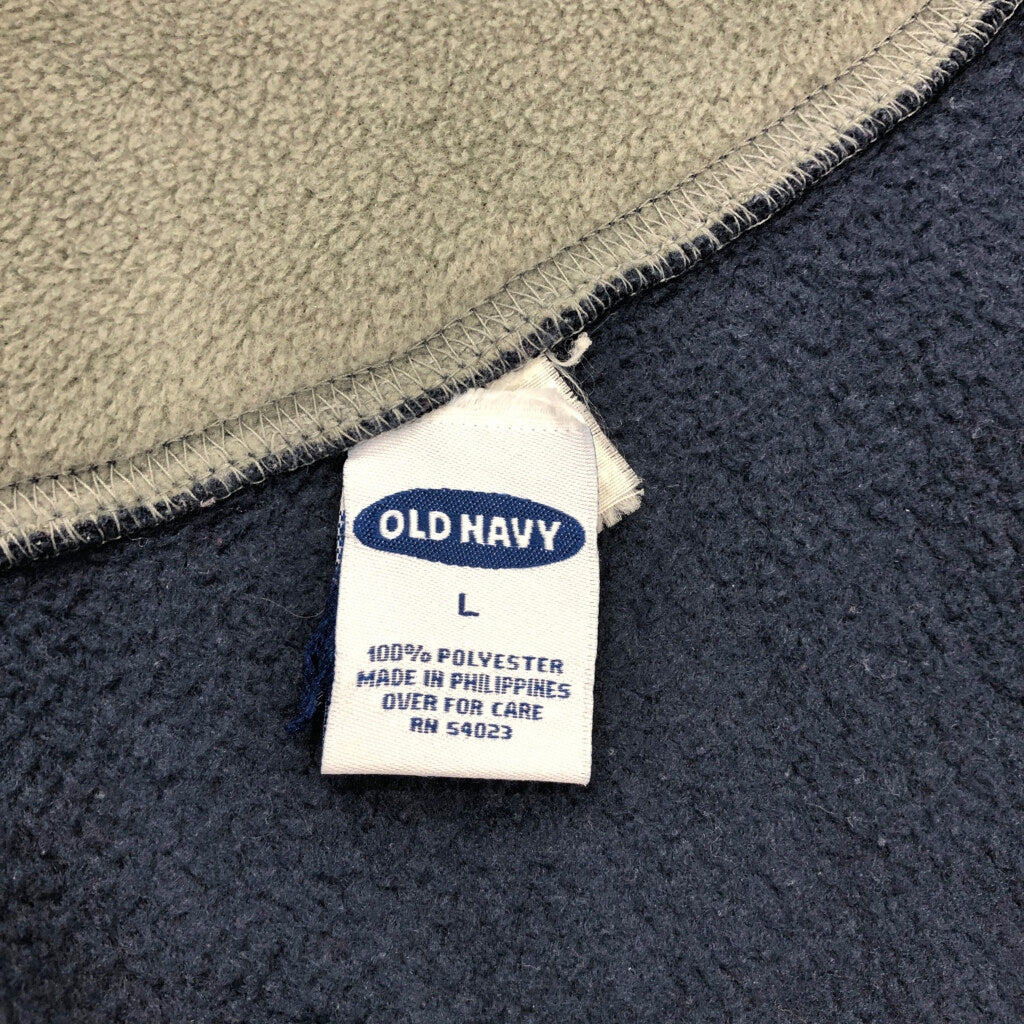 OLD NAVY
L
100% POLYESTER
MADE IN PHILIPPINES
OVER FOR CARE
RN 54023